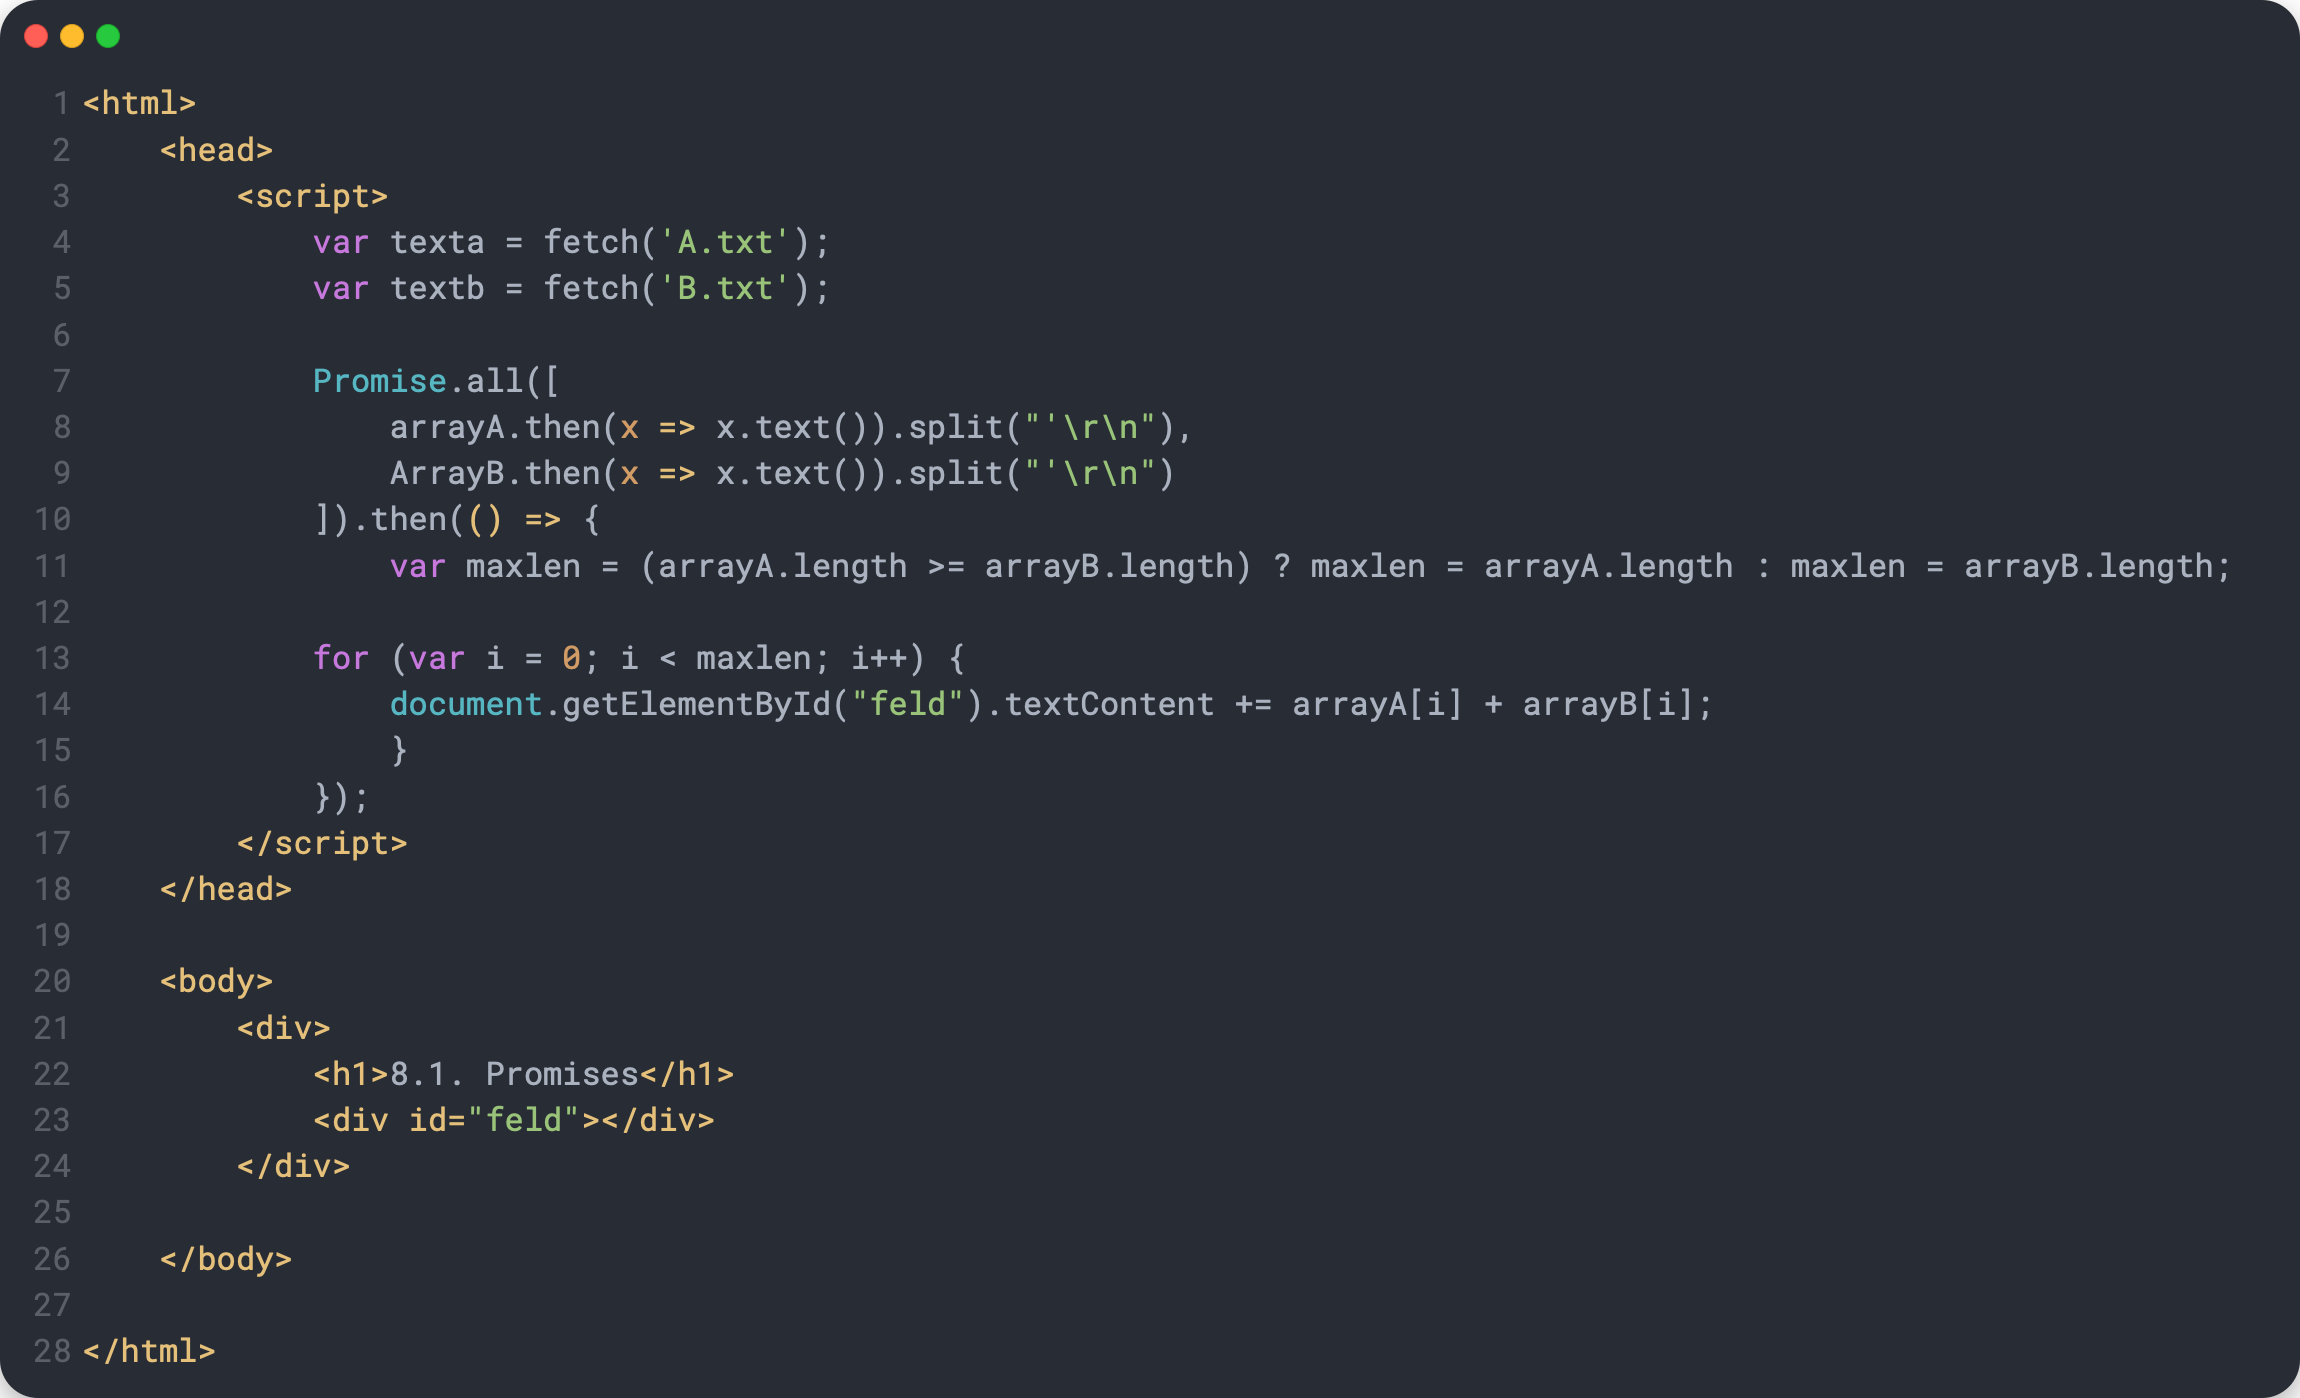 1 <html>
2 <head>
3 <script>
4 var texta = fetch('A.txt');
5 var textb = fetch('B.txt');
6
7 Promise.all([
8 arrayA.then(x => x.text()).split("'\r\n"),
9 ArrayB.then(x => x.text()).split("'\r\n")
10 ]).then(() => {
11 var maxlen = (arrayA.length >= arrayB.length) ? maxlen = arrayA.length : maxlen = arrayB.length;
12
13 for (var i = 0; i < maxlen; i++) {
14 document.getElementById("feld").textContent += arrayA[i] + arrayB[i];
15 }
16 });
17 </script>
18 </head>
19
20 <body>
21 <div>
22 <h1>8.1. Promises</h1>
23 <div id="feld"></div>
24 </div>
25
26 </body>
27
28 </html>